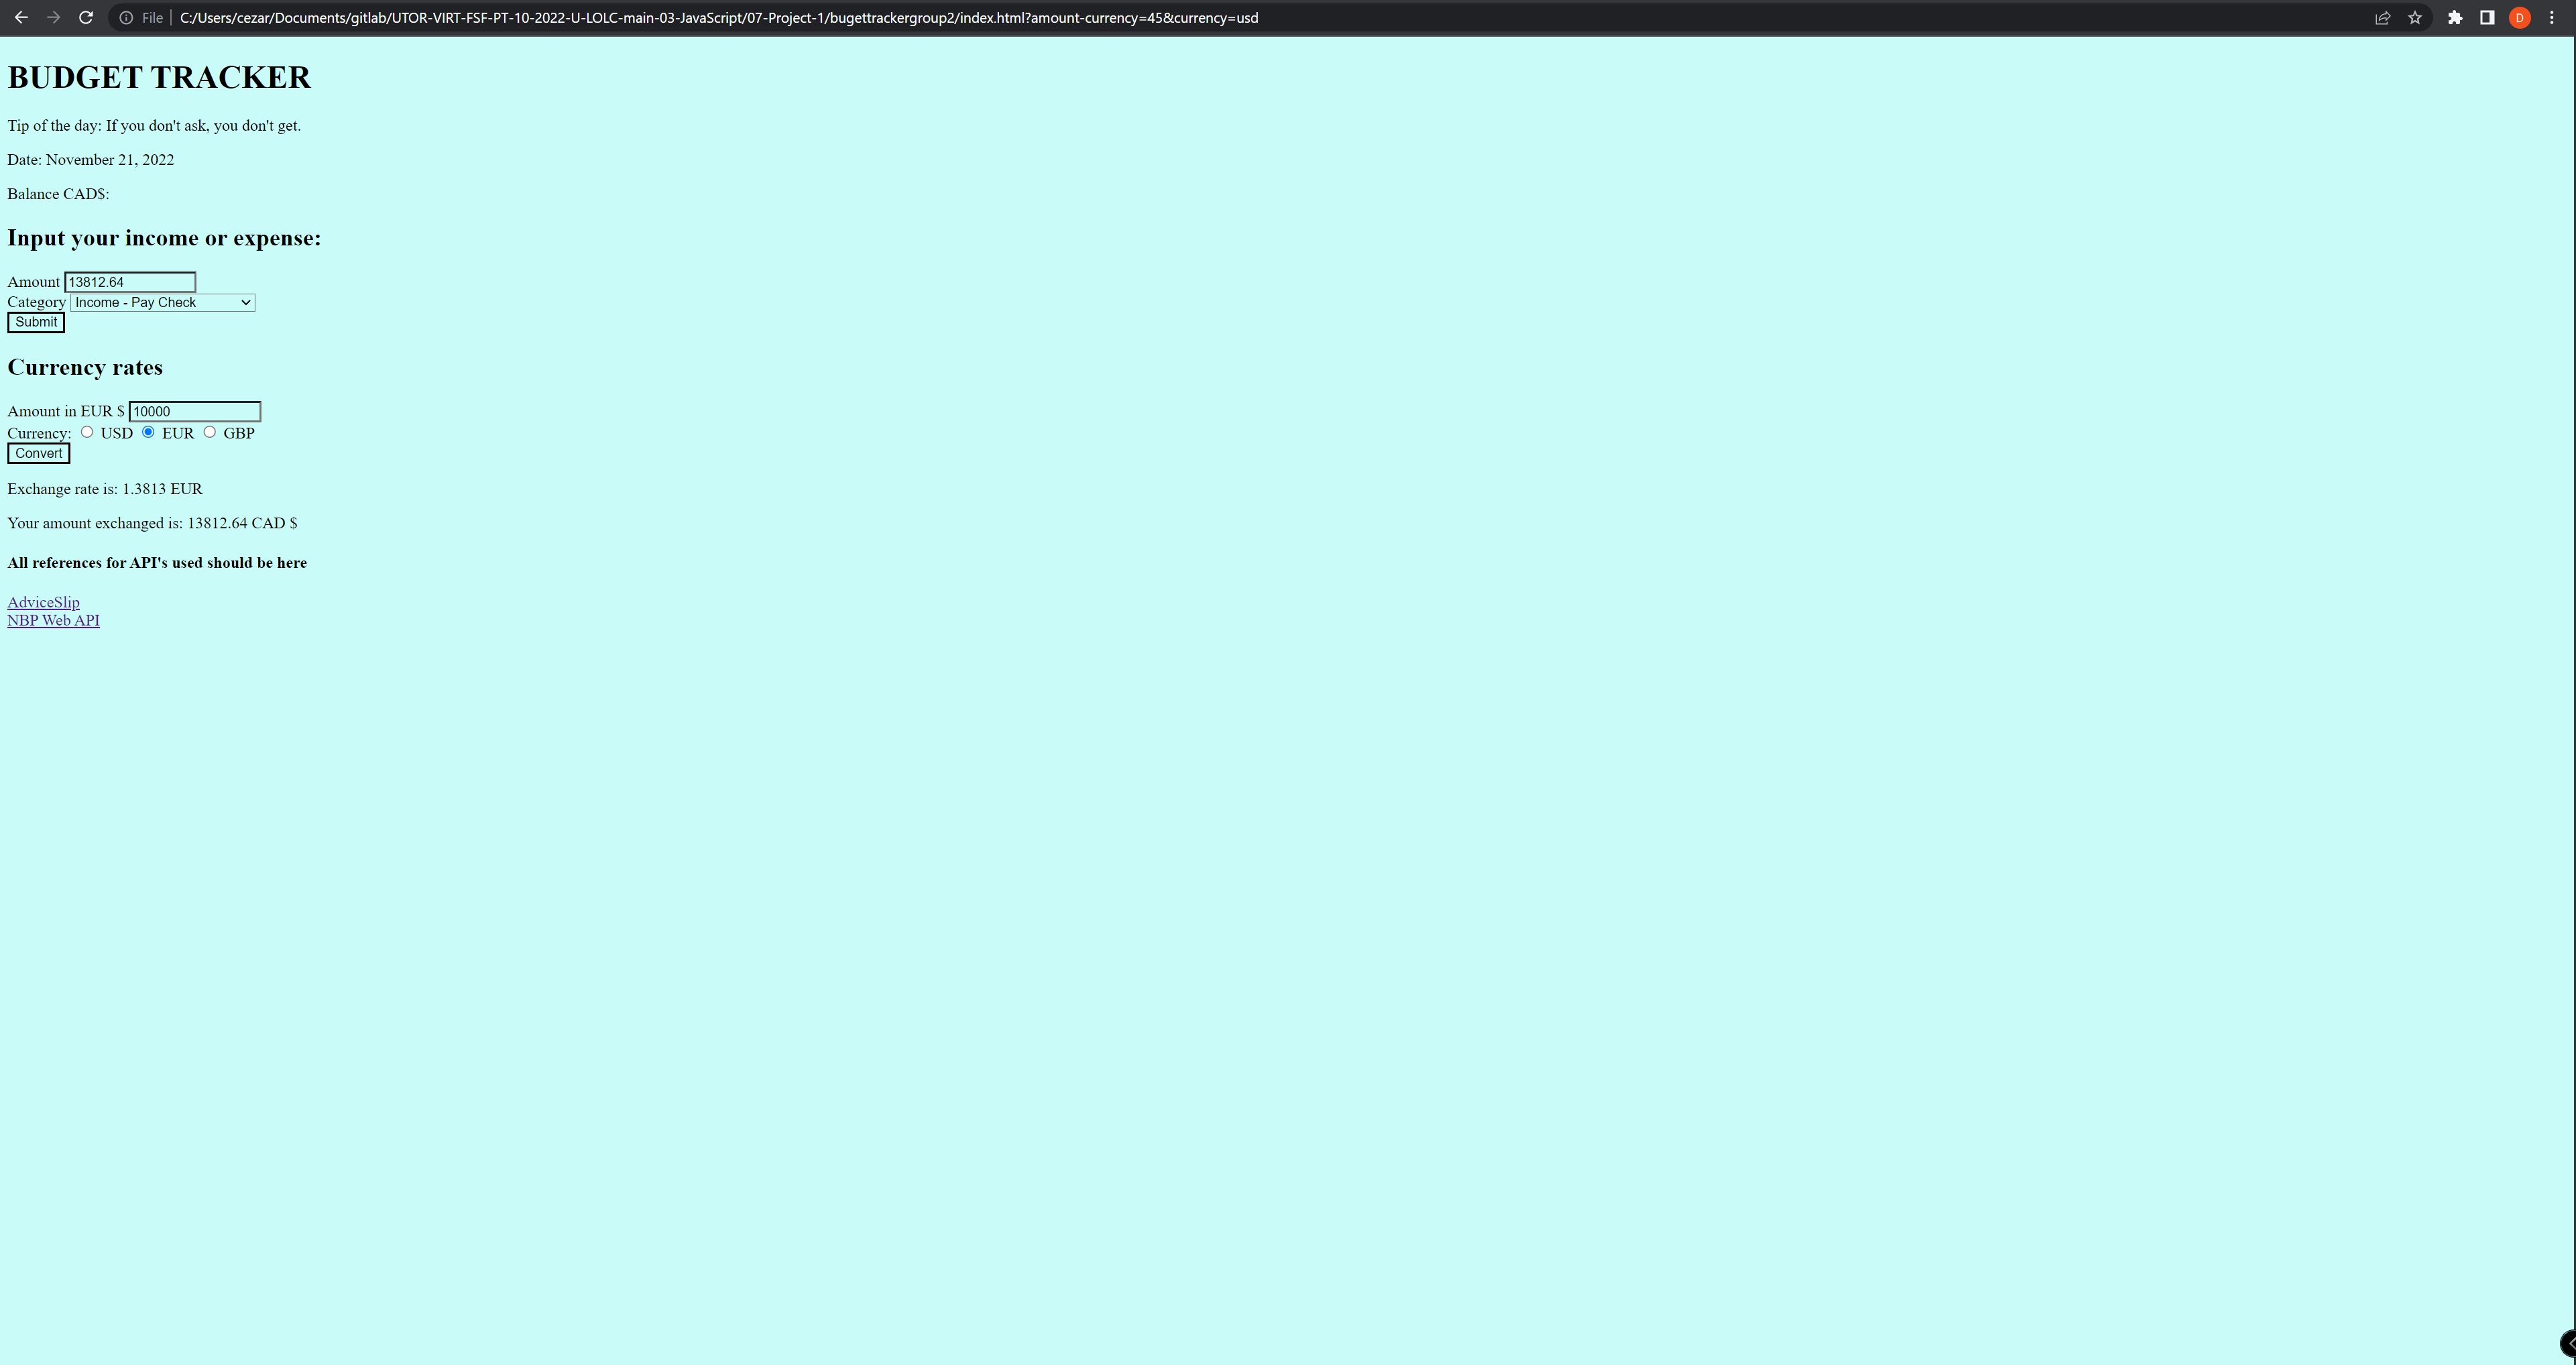 File C:/Users/cezar/Documents/gitlab/UTOR-VIRT-FSF-PT-10-2022-U-LOLC-main-03-JavaScript/07-Project-1/bugettrackergroup2/index.html?amount-currency=45&currency=usd D
BUDGET TRACKER
Tip of the day: If you don't ask, you don't get.
Date: November 21, 2022
Balance CAD$:
Input your income or expense:
Amount 13812.64
Category Income - Pay Check
Submit
Currency rates
Amount in EUR $ 10000
Currency: USD EUR GBP
Convert
Exchange rate is: 1.3813 EUR
Your amount exchanged is: 13812.64 CAD $
All references for API's used should be here
AdviceSlip
NBP Web API